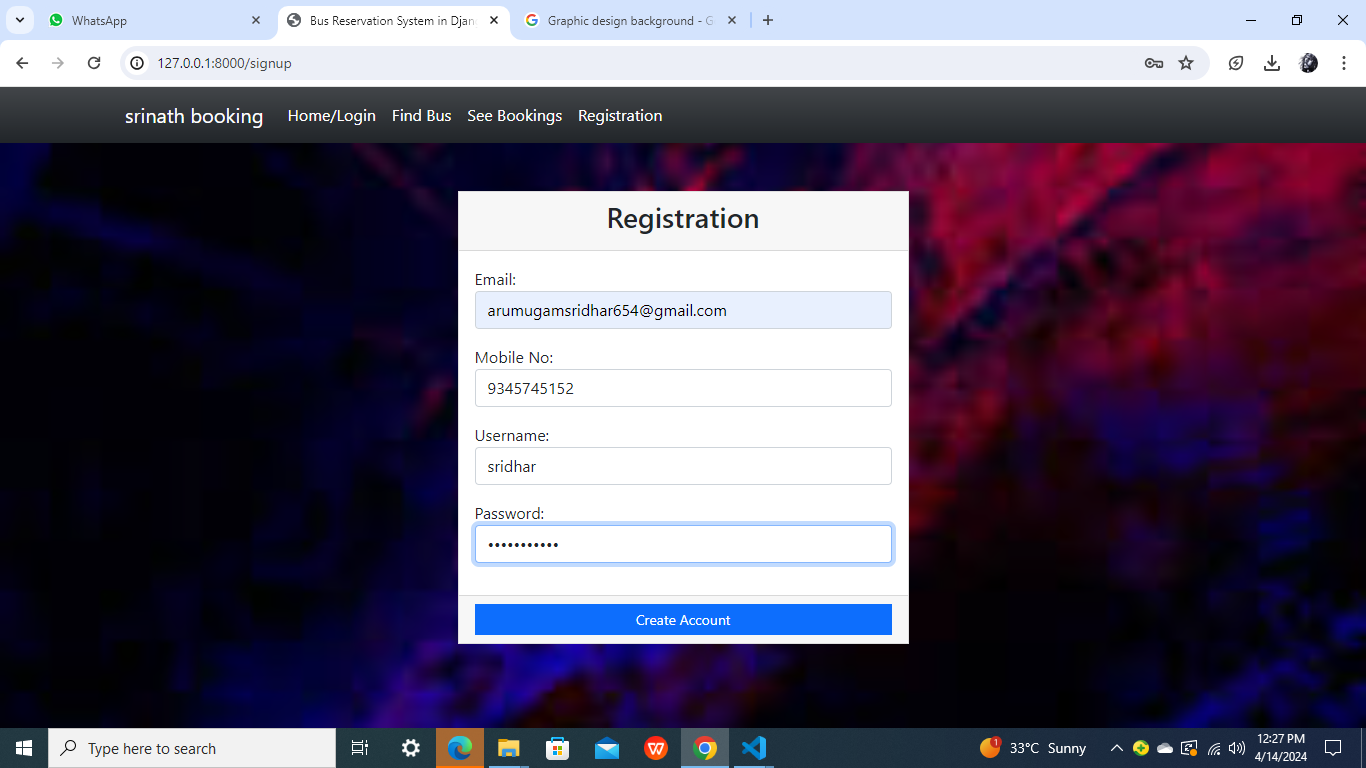 WhatsApp
Bus Reservation System in Djan
Graphic design background - G
127.0.0.1:8000/signup
srinath booking
Home/Login
Find Bus
See Bookings
Registration
Registration
Email:
arumugamsridhar654@gmail.com
Mobile No:
9345745152
Username:
sridhar
Password:
•••••••••••
Create Account
Type here to search
1
33°C Sunny
12:27 PM
4/14/2024